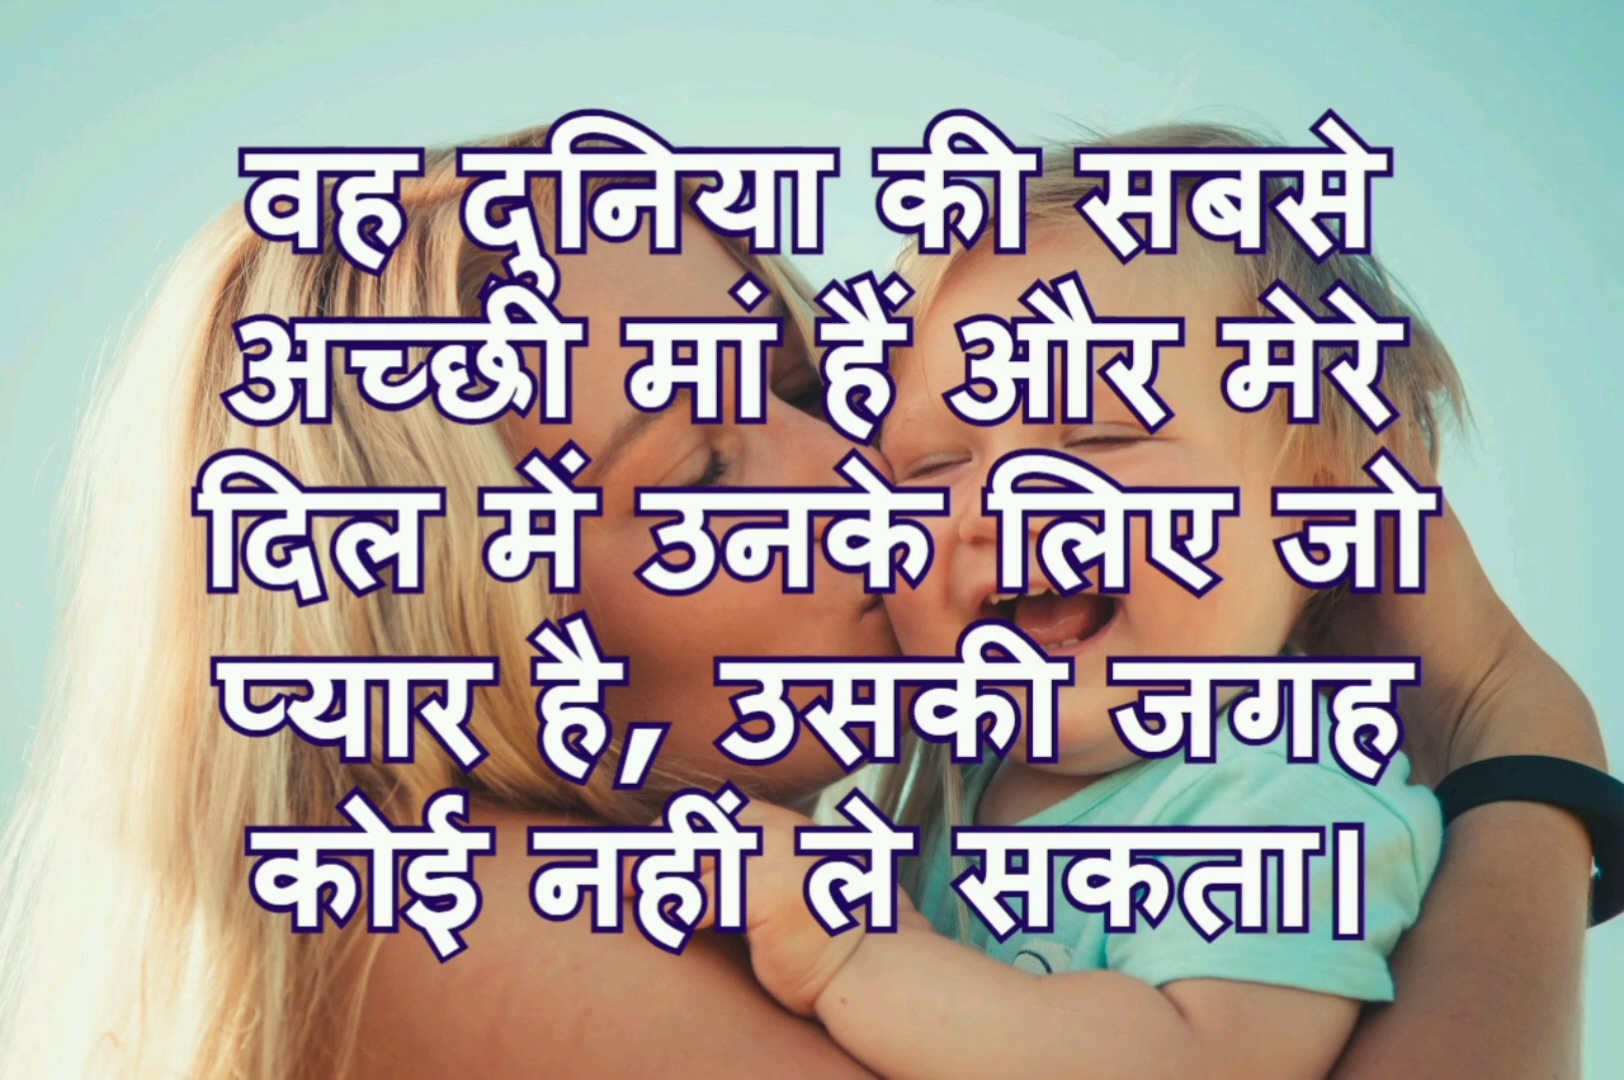 वह दुनिया की सबसे
अच्छी मां हैं और मेरे
दिल में उनके लिए जो
प्यार है, उसकी जगह
कोई नहीं ले सकता।